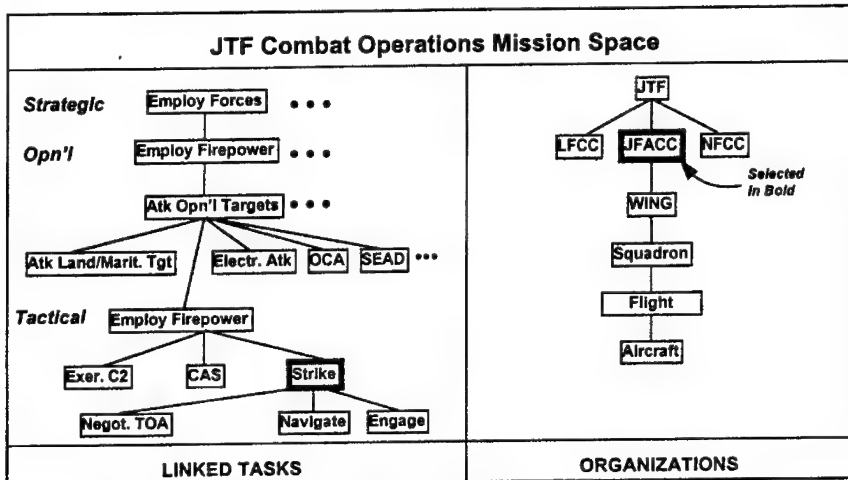 JTF Combat Operations Mission Space
Strategic
Employ Forces
• • •
Opn'l
Employ Firepower
• • •
Atk Opn'l Targets
• • •
Atk Land/Marit. Tgt
Electr. Atk
OCA
SEAD
•••
Tactical
Employ Firepower
Exer. C2
CAS
Strike
Negot. TOA
Navigate
Engage
LINKED TASKS
JTF
LFCC
JFACC
NFCC
Selected
in Bold
WING
Squadron
Flight
Aircraft
ORGANIZATIONS